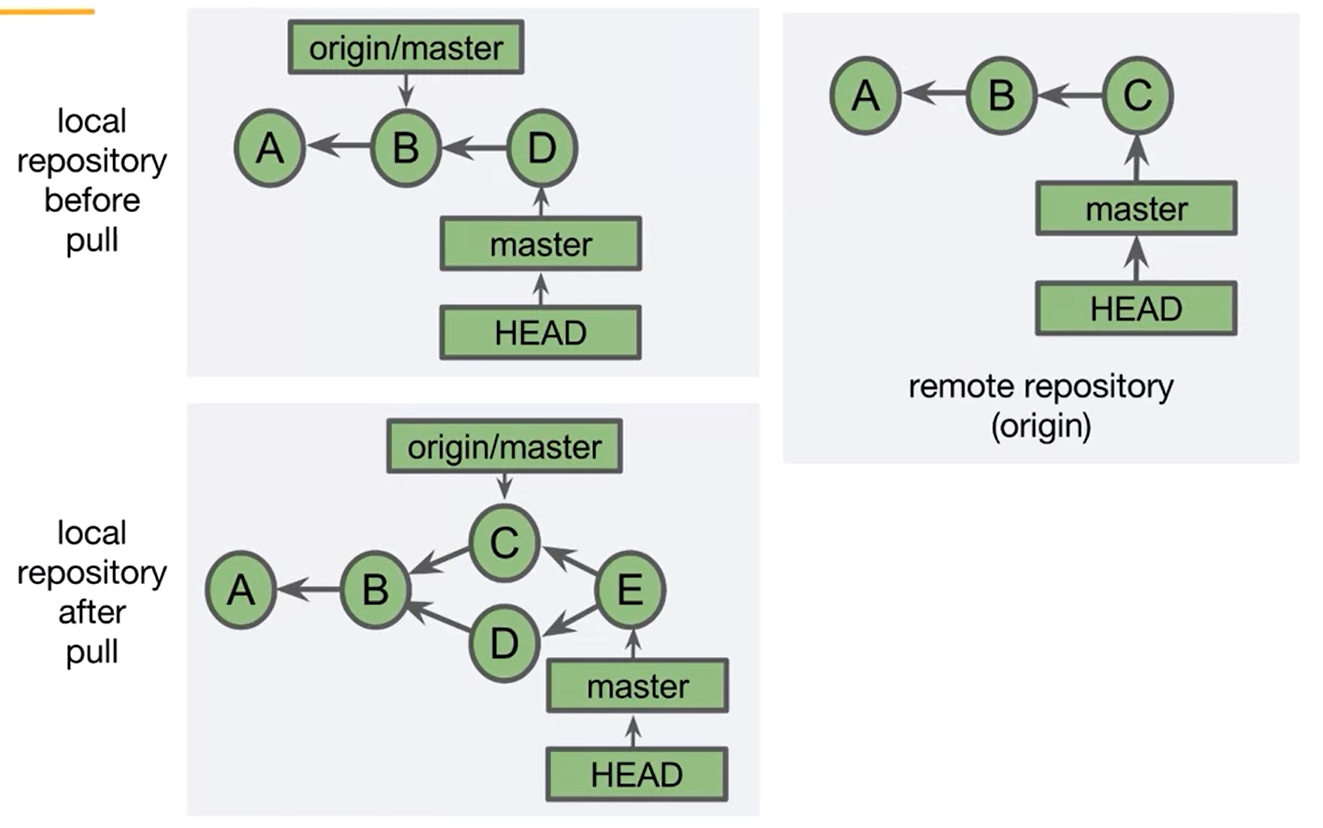 local
repository
before
pull
origin/master
A
B
D
master
HEAD
A
B
C
master
HEAD
remote repository
(origin)
local
repository
after
pull
origin/master
C
A
B
E
D
master
HEAD